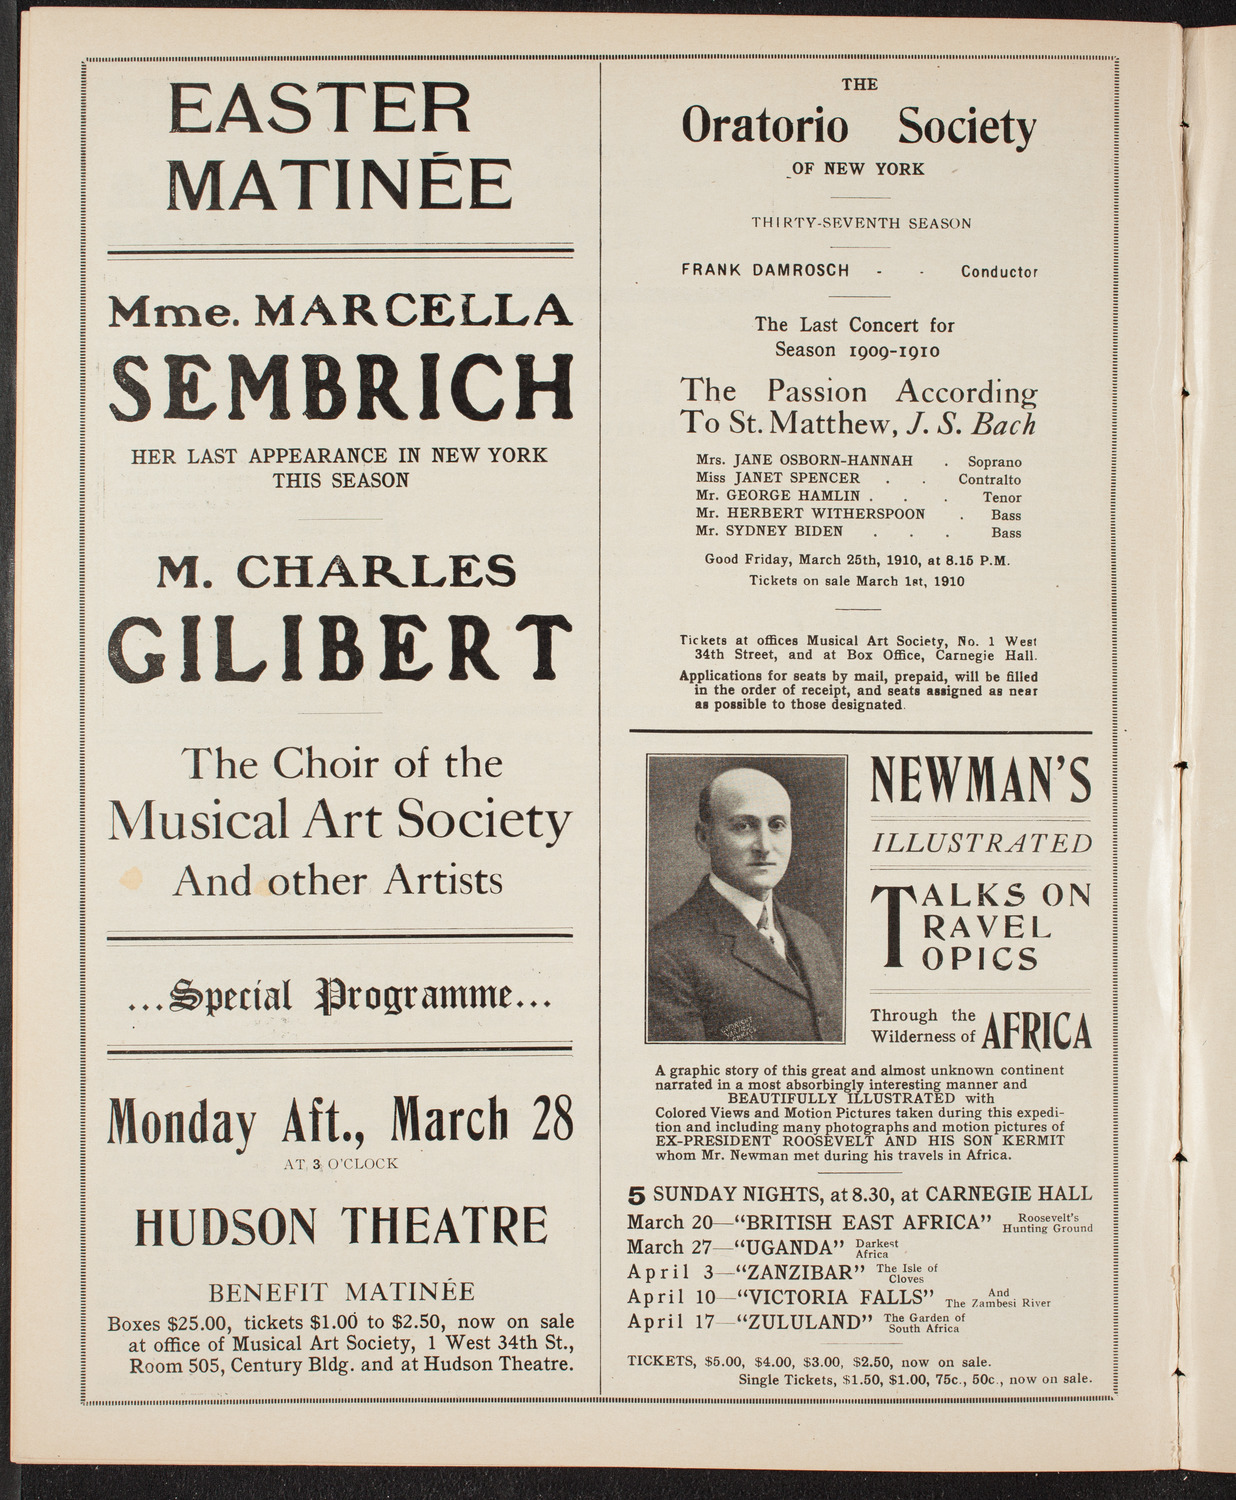 EASTER
MATINÉE
Mme. MARCELLA
SEMBRICH
HER LAST APPEARANCE IN NEW YORK
THIS SEASON
M. CHARLES
GILIBERT
The Choir of the
Musical Art Society
And other Artists
...Special Programme...
Monday Aft., March 28
AT 3 O'CLOCK
HUDSON THEATRE
BENEFIT MATINÉE
Boxes $25.00, tickets $1.00 to $2.50, now on sale
at office of Musical Art Society, 1 West 34th St.,
Room 505, Century Bldg. and at Hudson Theatre.
THE
Oratorio Society
OF NEW YORK
THIRTY-SEVENTH SEASON
FRANK DAMROSCH - - Conductor
The Last Concert for
Season 1909-1910
The Passion According
To St. Matthew, J. S. Bach
Mrs. JANE OSBORN-HANNAH . Soprano
Miss JANET SPENCER . . Contralto
Mr. GEORGE HAMLIN . . . Tenor
Mr. HERBERT WITHERSPOON . Bass
Mr. SYDNEY BIDEN . . . Bass
Good Friday, March 25th, 1910, at 8.15 P.M.
Tickets on sale March 1st, 1910
Tickets at offices Musical Art Society, No. 1 West
34th Street, and at Box Office, Carnegie Hall.
Applications for seats by mail, prepaid, will be filled
in the order of receipt, and seats assigned as near
as possible to those designated.
NEWMAN'S
ILLUSTRATED
TALKS ON
TRAVEL
TOPICS
Through the
Wilderness of AFRICA
A graphic story of this great and almost unknown continent
narrated in a most absorbingly interesting manner and
BEAUTIFULLY ILLUSTRATED with
Colored Views and Motion Pictures taken during this expedi-
tion and including many photographs and motion pictures of
EX-PRESIDENT ROOSEVELT AND HIS SON KERMIT
whom Mr. Newman met during his travels in Africa.
5 SUNDAY NIGHTS, at 8.30, at CARNEGIE HALL
March 20—"BRITISH EAST AFRICA" Roosevelt's Hunting Ground
March 27—"UGANDA" Darkest Africa
April 3—"ZANZIBAR" The Isle of Cloves
April 10—"VICTORIA FALLS" And The Zambesi River
April 17—"ZULULAND" The Garden of South Africa
TICKETS, $5.00, $4.00, $3.00, $2.50, now on sale.
Single Tickets, $1.50, $1.00, 75c., 50c., now on sale.